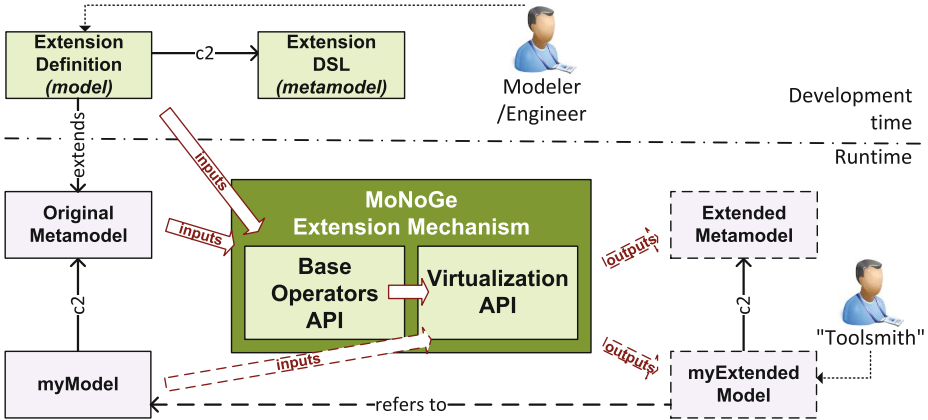 Extension
Definition
(model)
c2
Extension
DSL
(metamodel)
Modeler
/Engineer
Development
time
Runtime
extends
inputs
Original
Metamodel
inputs
MoNoGe
Extension Mechanism
Base
Operators
API
Virtualization
API
outputs
Extended
Metamodel
c2
c2
"Toolsmith"
myModel
inputs
outputs
myExtended
Model
refers to